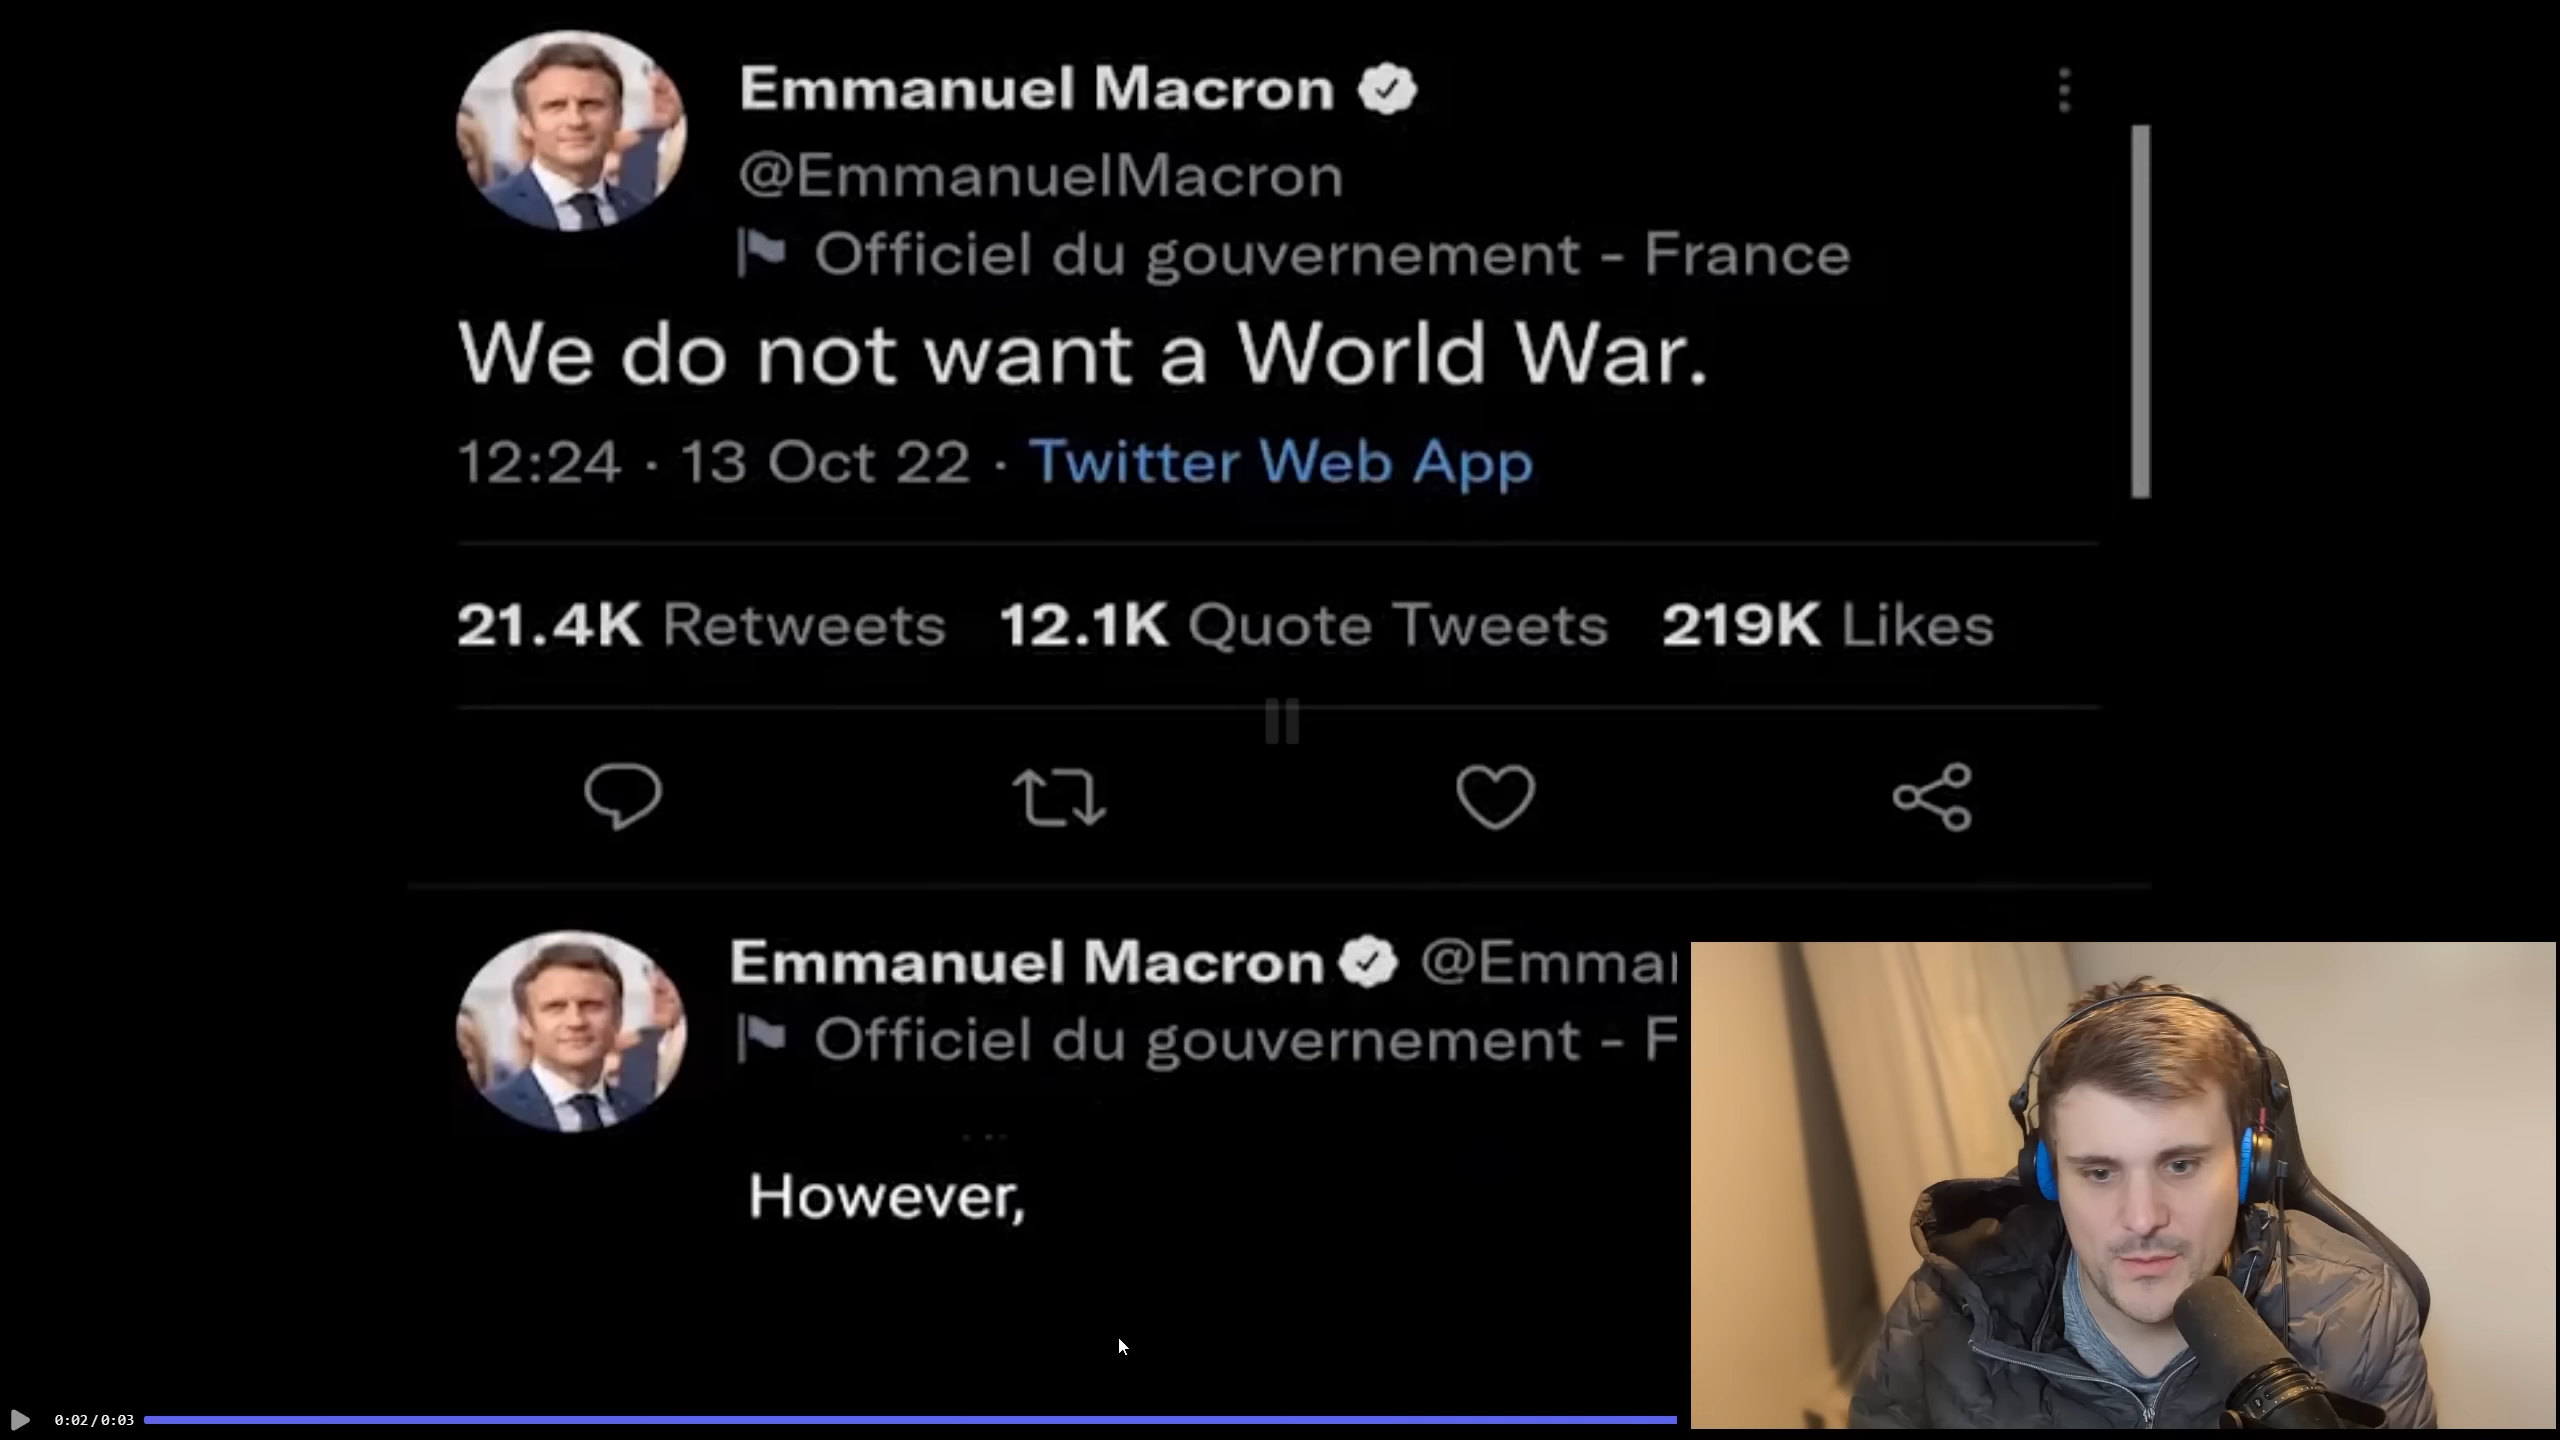 Emmanuel Macron
@EmmanuelMacron
Officiel du gouvernement - France
We do not want a World War.
12:24 · 13 Oct 22 · Twitter Web App
21.4K Retweets 12.1K Quote Tweets 219K Likes
Emmanuel Macron @Emma
Officiel du gouvernement - F
However,
0:02/0:03